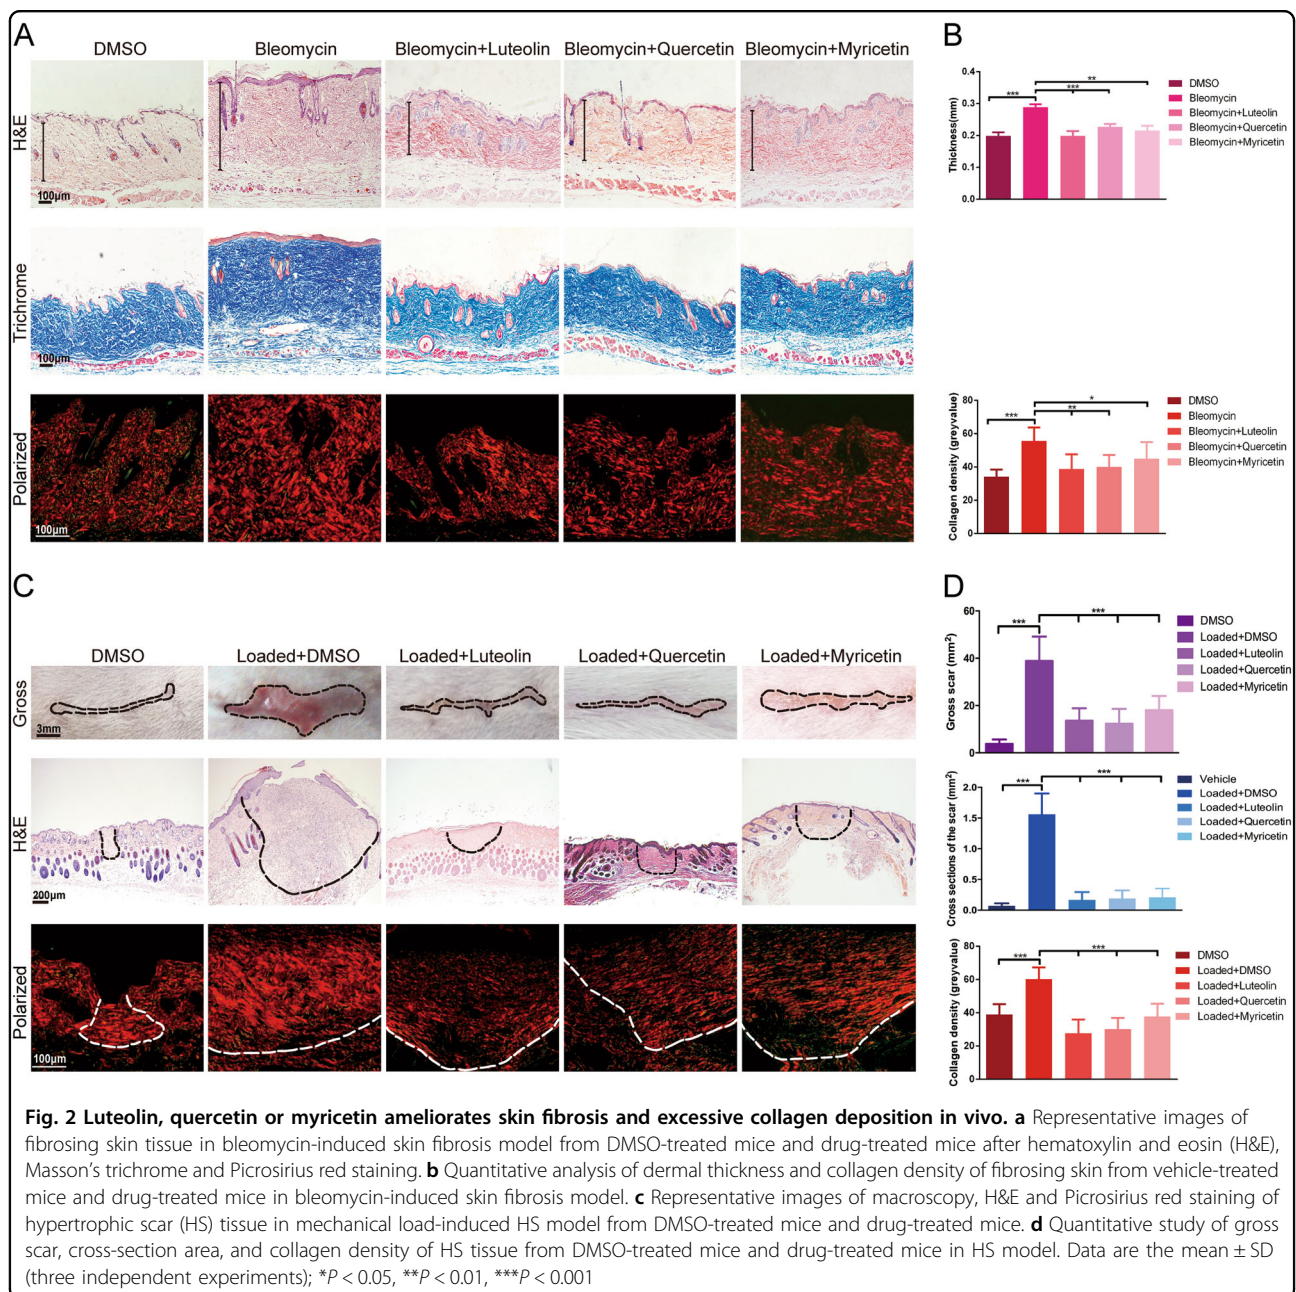 A
DMSO
Bleomycin
Bleomycin+Luteolin
Bleomycin+Quercetin
Bleomycin+Myricetin
H&E
100μm
Trichrome
100μm
Polarized
100μm
B
Thickness(mm)
0.4
0.3
0.2
0.1
0.0
***
***
**
DMSO
Bleomycin
Bleomycin+Luteolin
Bleomycin+Quercetin
Bleomycin+Myricetin
Collagen density (greyvalue)
80
60
40
20
0
***
**
*
DMSO
Bleomycin
Bleomycin+Luteolin
Bleomycin+Quercetin
Bleomycin+Myricetin
C
DMSO
Loaded+DMSO
Loaded+Luteolin
Loaded+Quercetin
Loaded+Myricetin
Gross
3mm
H&E
200μm
Polarized
100μm
D
Gross scar (mm²)
60
40
20
0
***
***
DMSO
Loaded+DMSO
Loaded+Luteolin
Loaded+Quercetin
Loaded+Myricetin
Cross sections of the scar (mm²)
2.0
1.5
1.0
0.5
0.0
***
***
Vehicle
Loaded+DMSO
Loaded+Luteolin
Loaded+Quercetin
Loaded+Myricetin
Collagen density (greyvalue)
80
60
40
20
0
***
***
DMSO
Loaded+DMSO
Loaded+Luteolin
Loaded+Quercetin
Loaded+Myricetin
Fig. 2 Luteolin, quercetin or myricetin ameliorates skin fibrosis and excessive collagen deposition in vivo. a Representative images of
fibrosing skin tissue in bleomycin-induced skin fibrosis model from DMSO-treated mice and drug-treated mice after hematoxylin and eosin (H&E),
Masson's trichrome and Picrosirius red staining. b Quantitative analysis of dermal thickness and collagen density of fibrosing skin from vehicle-treated
mice and drug-treated mice in bleomycin-induced skin fibrosis model. c Representative images of macroscopy, H&E and Picrosirius red staining of
hypertrophic scar (HS) tissue in mechanical load-induced HS model from DMSO-treated mice and drug-treated mice. d Quantitative study of gross
scar, cross-section area, and collagen density of HS tissue from DMSO-treated mice and drug-treated mice in HS model. Data are the mean ± SD
(three independent experiments); *P < 0.05, **P < 0.01, ***P < 0.001